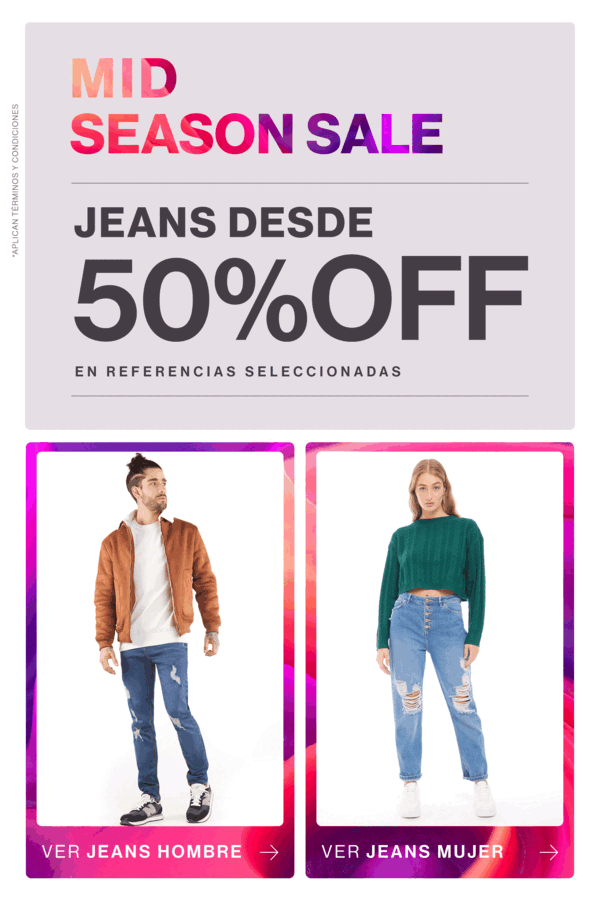 MID
SEASON SALE
*APLICAN TÉRMINOS Y CONDICIONES
JEANS DESDE
50%OFF
EN REFERENCIAS SELECCIONADAS
VER JEANS HOMBRE
VER JEANS MUJER